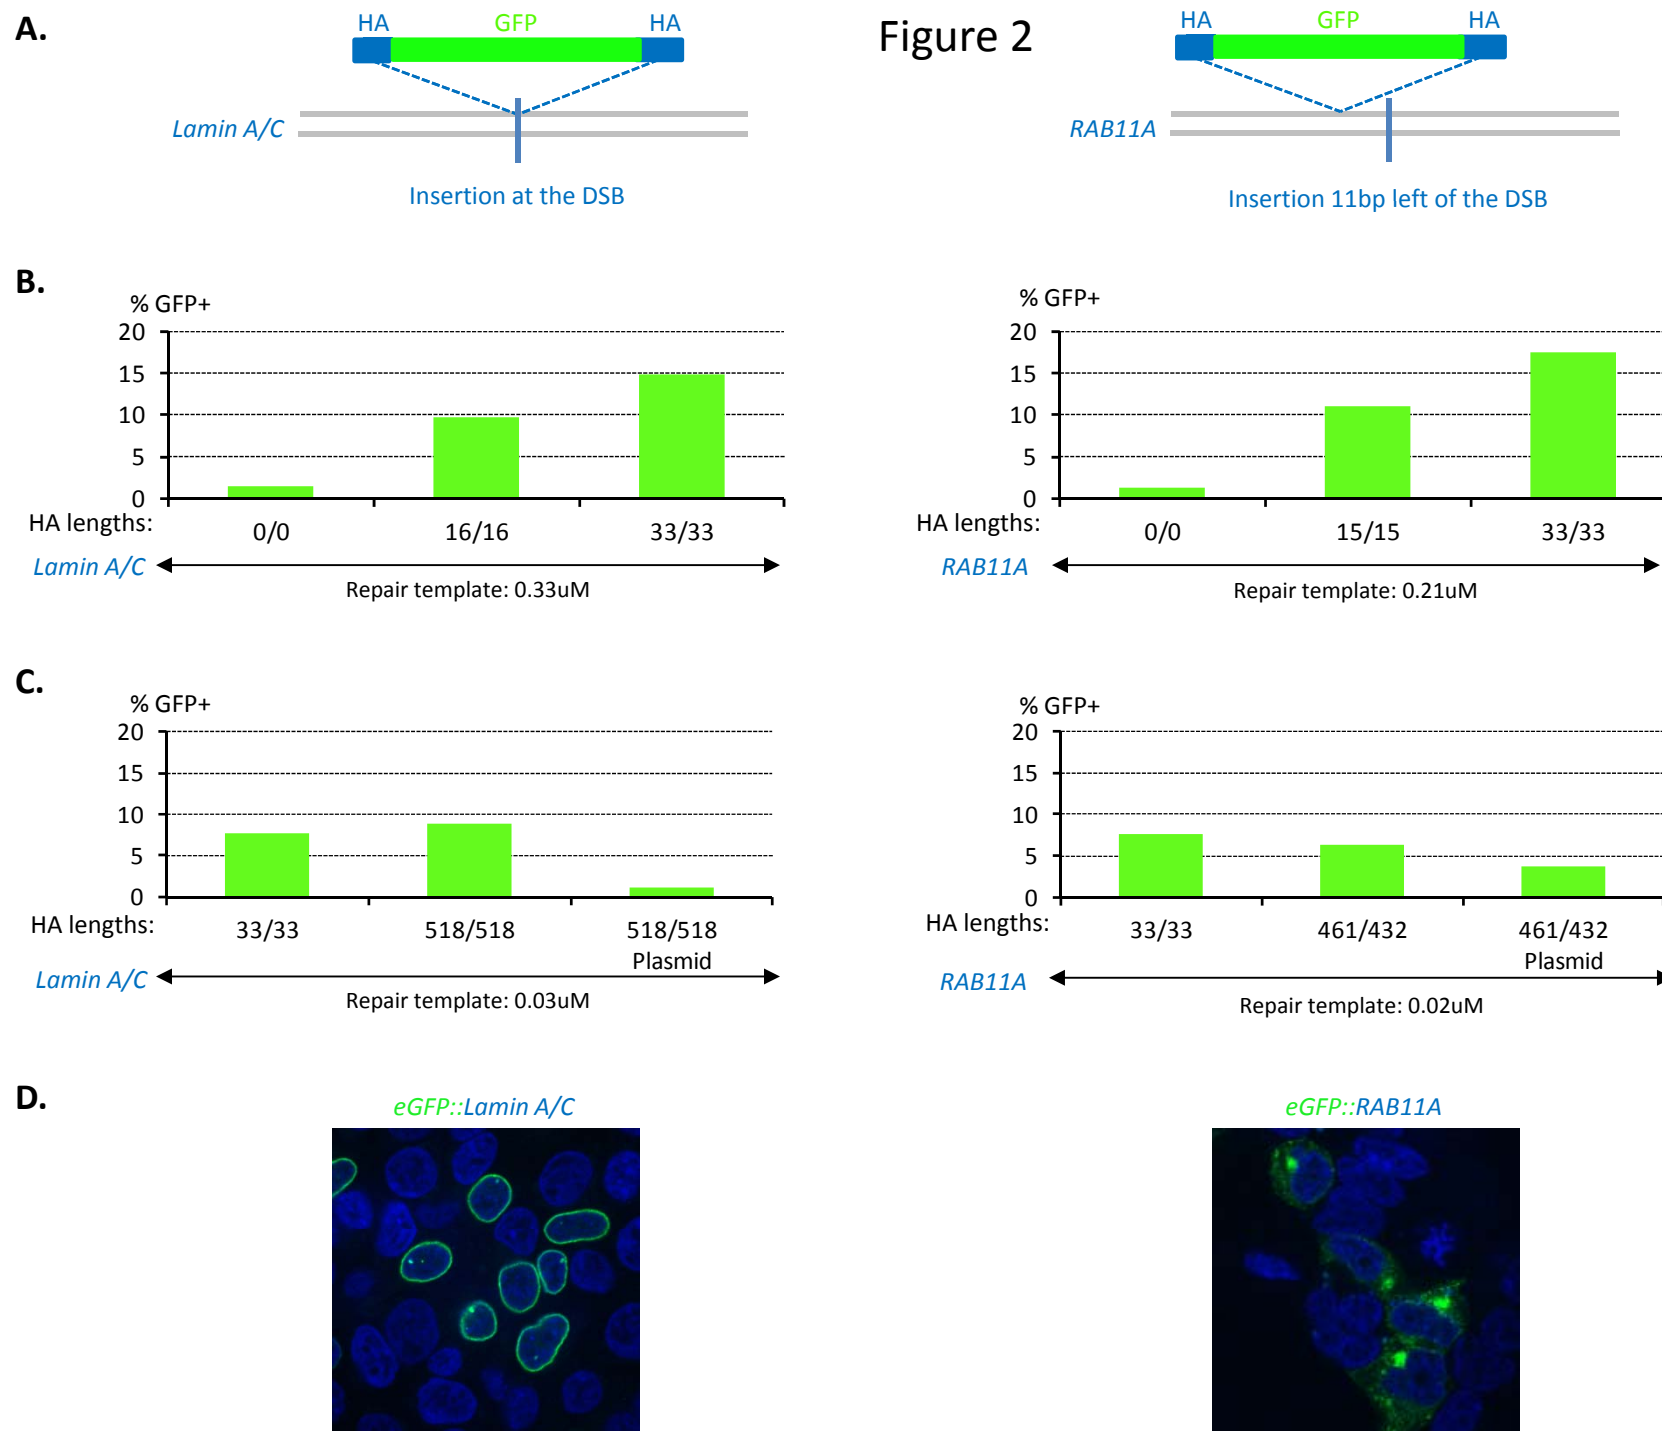 A.
HA GFP HA
Figure 2
HA GFP HA
Lamin A/C
RAB11A
Insertion at the DSB
Insertion 11bp left of the DSB
B.
% GFP+
20
15
10
5
0
HA lengths: 0/0 16/16 33/33
Lamin A/C
Repair template: 0.33uM
% GFP+
20
15
10
5
0
HA lengths: 0/0 15/15 33/33
RAB11A
Repair template: 0.21uM
C.
% GFP+
20
15
10
5
0
HA lengths: 33/33 518/518 518/518
Plasmid
Lamin A/C
Repair template: 0.03uM
% GFP+
20
15
10
5
0
HA lengths: 33/33 461/432 461/432
Plasmid
RAB11A
Repair template: 0.02uM
D.
eGFP::Lamin A/C
eGFP::RAB11A